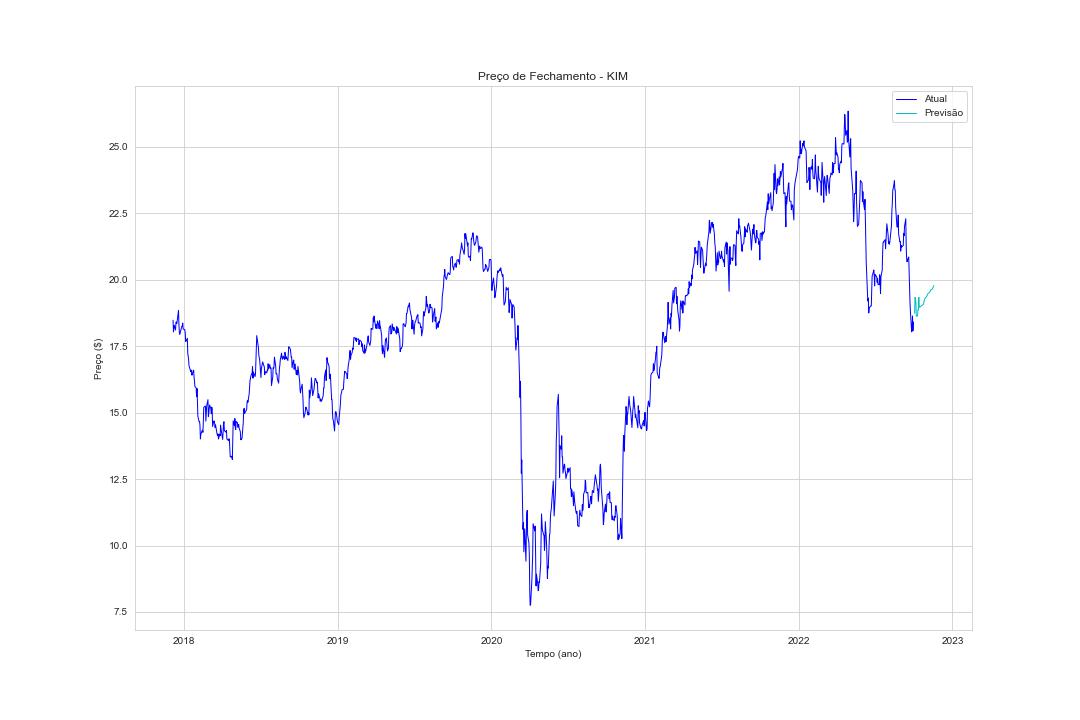 Preço de Fechamento - KIM
Atual
Previsão
25.0
22.5
20.0
17.5
15.0
12.5
10.0
7.5
Preço ($)
2018
2019
2020
2021
2022
2023
Tempo (ano)